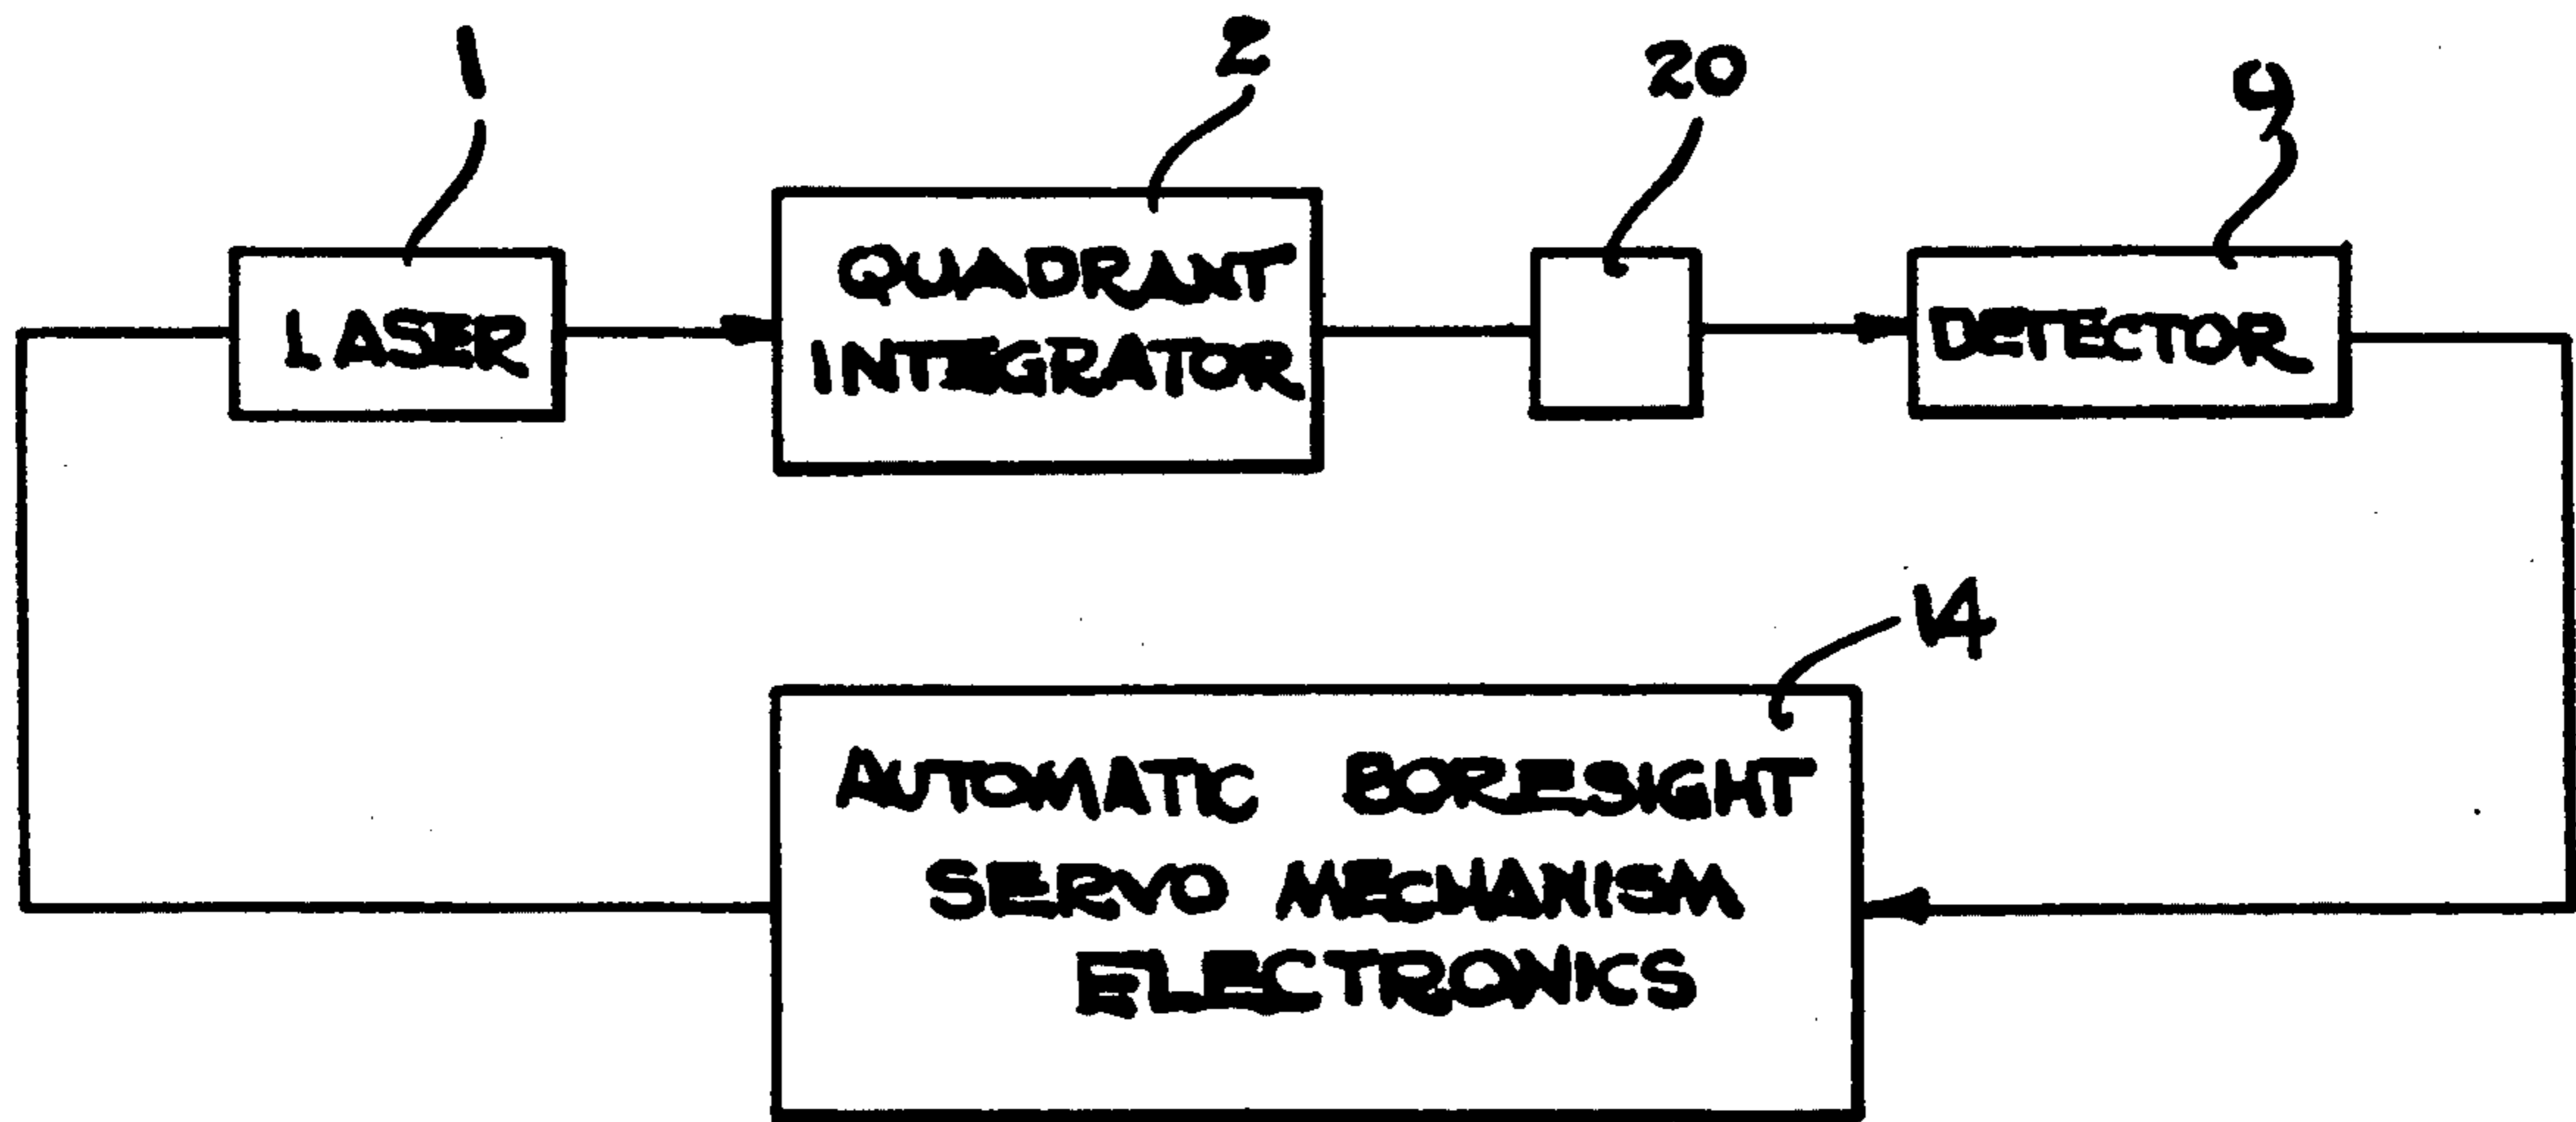 1
2
20
9
LASER
QUADRANT
INTEGRATOR
DETECTOR
14
AUTOMATIC BORESIGHT
SERVO MECHANISM
ELECTRONICS